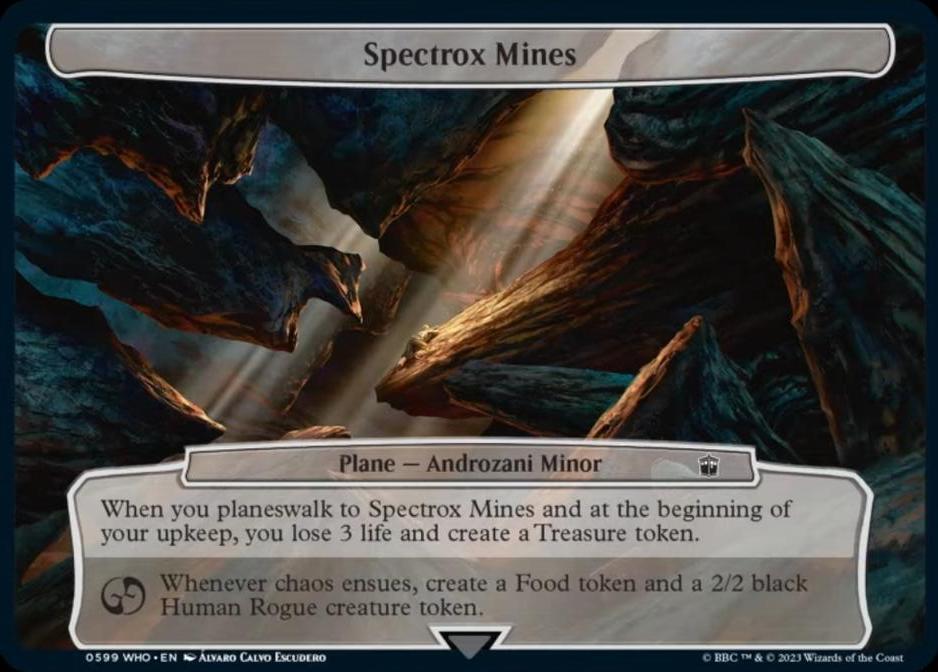 Spectrox Mines
Plane — Androzani Minor
When you planeswalk to Spectrox Mines and at the beginning of
your upkeep, you lose 3 life and create a Treasure token.
Whenever chaos ensues, create a Food token and a 2/2 black
Human Rogue creature token.
0599 WHO • EN Álvaro Calvo Escudero
© BBC ™ & © 2023 Wizards of the Coast